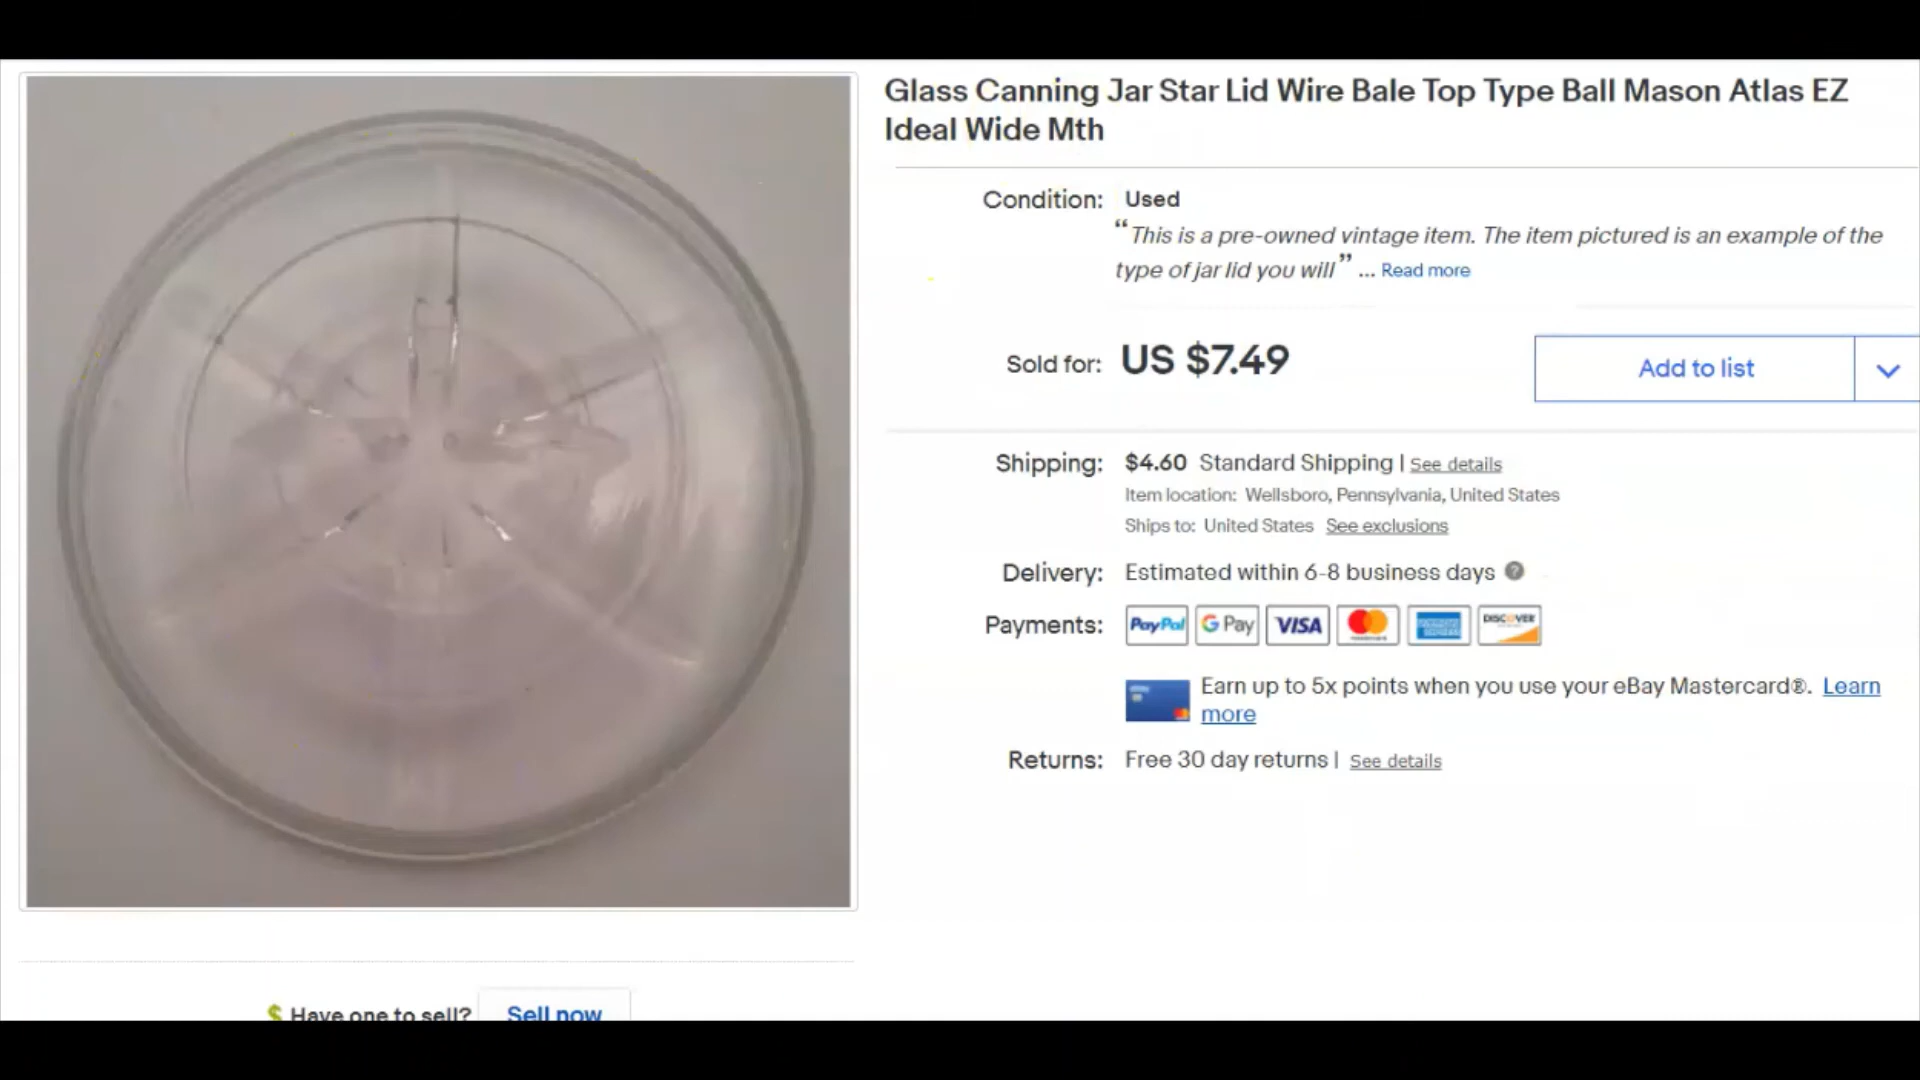 Glass Canning Jar Star Lid Wire Bale Top Type Ball Mason Atlas EZ
Ideal Wide Mth
Condition: Used
“This is a pre-owned vintage item. The item pictured is an example of the
type of jar lid you will” ... Read more
Sold for: US $7.49
Add to list
Shipping: $4.60 Standard Shipping | See details
Item location: Wellsboro, Pennsylvania, United States
Ships to: United States See exclusions
Delivery: Estimated within 6-8 business days ?
Payments: PayPal G Pay VISA mastercard AMERICAN EXPRESS DISCOVER
Earn up to 5x points when you use your eBay Mastercard®. Learn
more
Returns: Free 30 day returns | See details
$ Have one to sell? Sell now